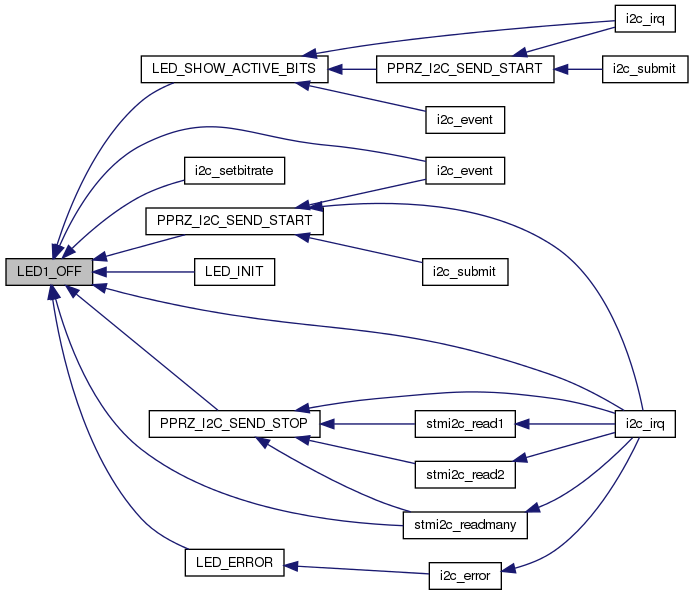 i2c_irq
LED_SHOW_ACTIVE_BITS
PPRZ_I2C_SEND_START
i2c_submit
i2c_event
i2c_setbitrate
i2c_event
PPRZ_I2C_SEND_START
LED1_OFF
LED_INIT
i2c_submit
PPRZ_I2C_SEND_STOP
stmi2c_read1
i2c_irq
stmi2c_read2
stmi2c_readmany
LED_ERROR
i2c_error